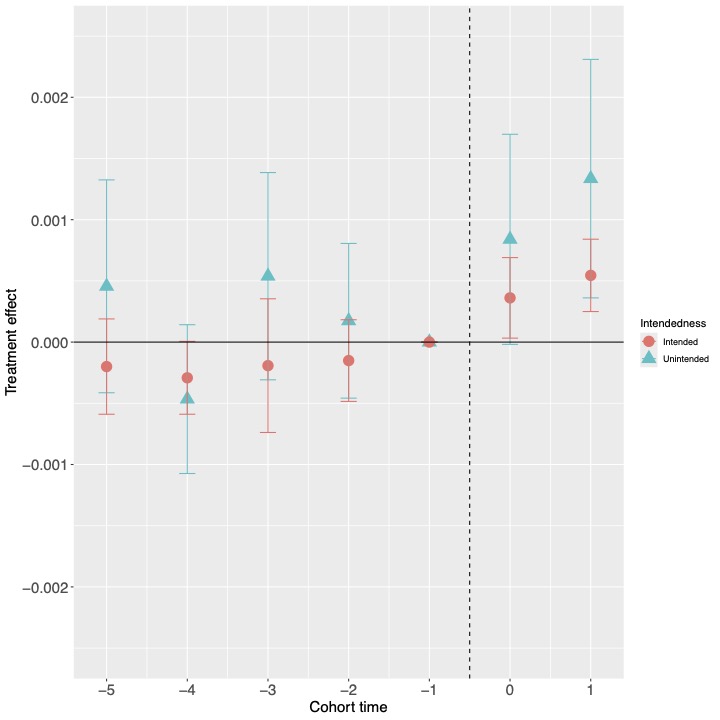 Treatment effect
0.002
0.001
0.000
−0.001
−0.002
−5 −4 −3 −2 −1 0 1
Cohort time
Intendedness
Intended
Unintended